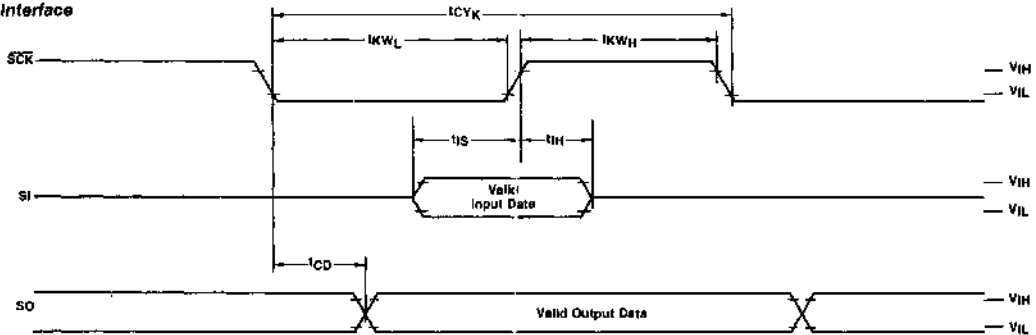 Interface
tCYK
tKWL
tKWH
SCK
VIH
VIL
tIS
tIH
SI
Valid
Input Data
VIH
VIL
tCD
SO
Valid Output Data
VIH
VIL